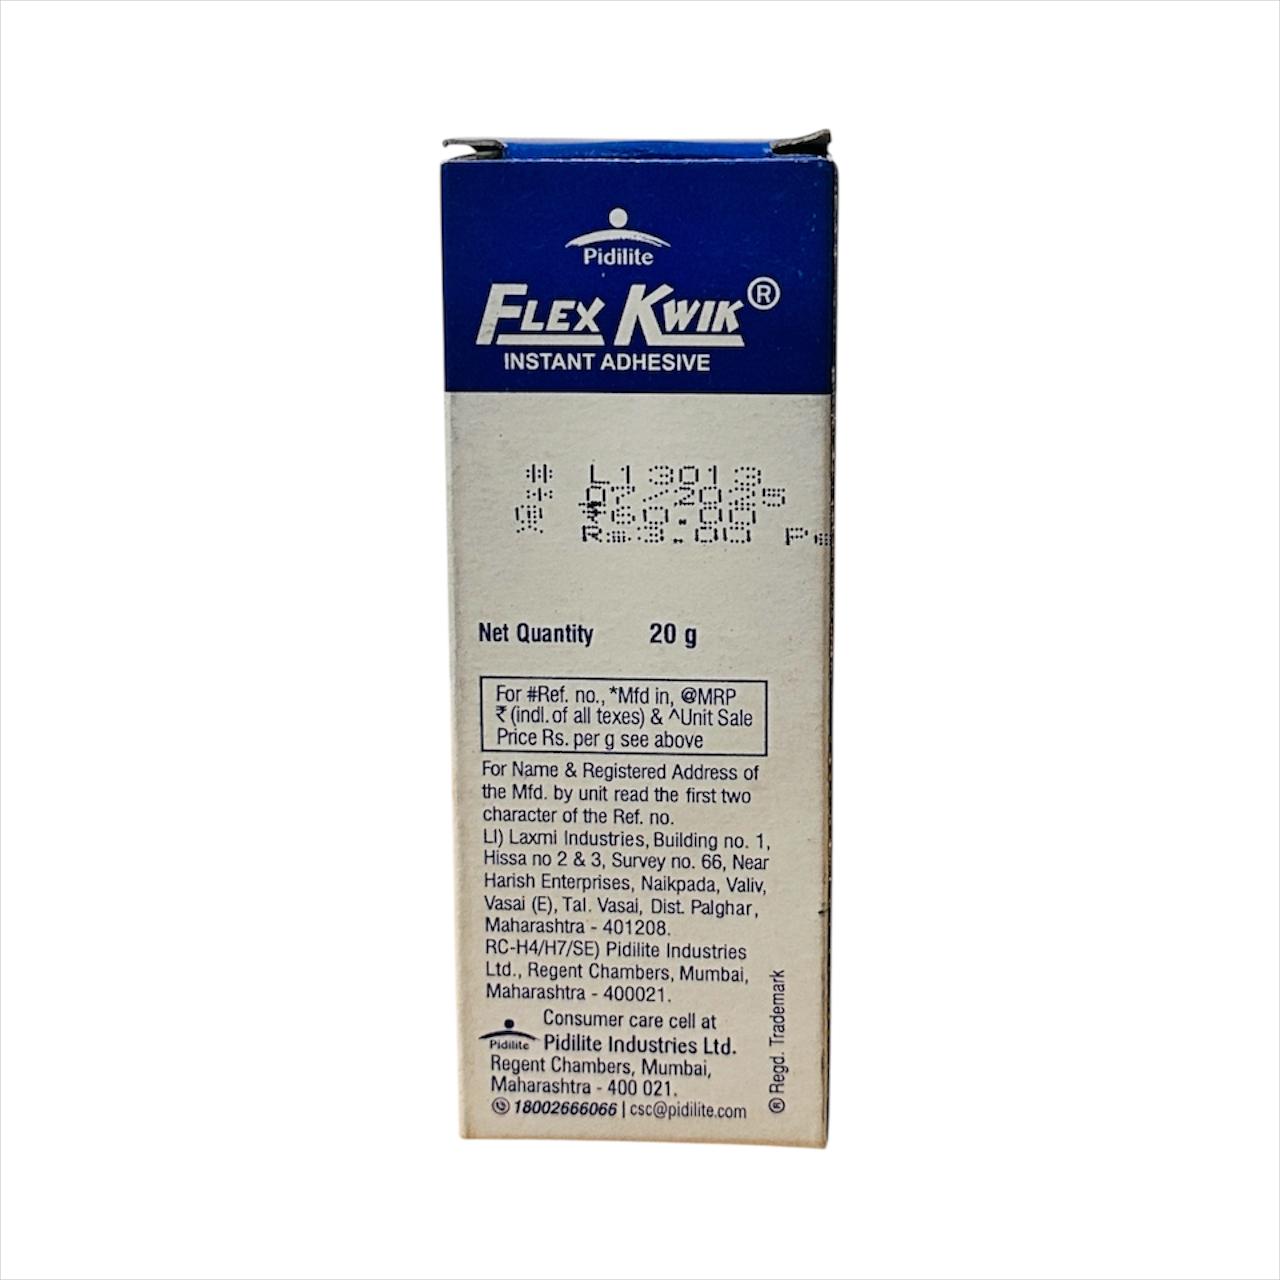 Pidilite
FLEX KWIK®
INSTANT ADHESIVE
# L13013
* 07/2025
@ ₹60.00
^ Rs.3.00 Pe
Net Quantity 20 g
For #Ref. no., *Mfd in, @MRP
₹ (indl. of all texes) & ^Unit Sale
Price Rs. per g see above
For Name & Registered Address of
the Mfd. by unit read the first two
character of the Ref. no.
LI) Laxmi Industries, Building no. 1,
Hissa no 2 & 3, Survey no. 66, Near
Harish Enterprises, Naikpada, Valiv,
Vasai (E), Tal. Vasai, Dist. Palghar,
Maharashtra - 401208.
RC-H4/H7/SE) Pidilite Industries
Ltd., Regent Chambers, Mumbai,
Maharashtra - 400021.
Consumer care cell at
Pidilite Pidilite Industries Ltd.
Regent Chambers, Mumbai,
Maharashtra - 400 021.
18002666066 | csc@pidilite.com
® Regd. Trademark